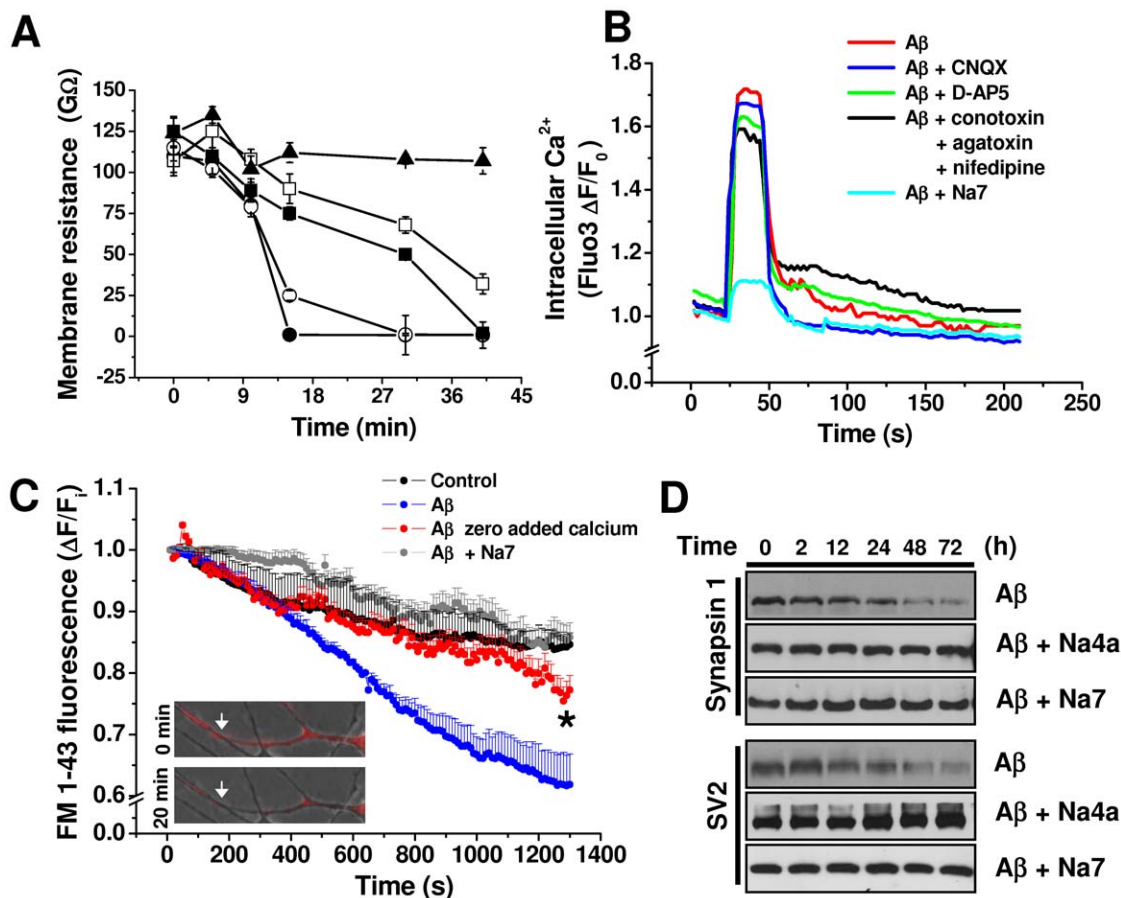 A
Membrane resistance (GΩ)
150
125
100
75
50
25
0
-25
0 9 18 27 36 45
Time (min)
B
Intracellular Ca2+
(Fluo3 ΔF/F0)
1.8
1.6
1.4
1.2
1.0
0.0
0 50 100 150 200 250
Time (s)
Aβ
Aβ + CNQX
Aβ + D-AP5
Aβ + conotoxin
+ agatoxin
+ nifedipine
Aβ + Na7
C
FM 1-43 fluorescence (ΔF/Fi)
1.1
1.0
0.9
0.8
0.7
0.6
0.0
0 200 400 600 800 1000 1200 1400
Time (s)
Control
Aβ
Aβ zero added calcium
Aβ + Na7
*
0 min
20 min
D
Time 0 2 12 24 48 72 (h)
Synapsin 1
Aβ
Aβ + Na4a
Aβ + Na7
SV2
Aβ
Aβ + Na4a
Aβ + Na7